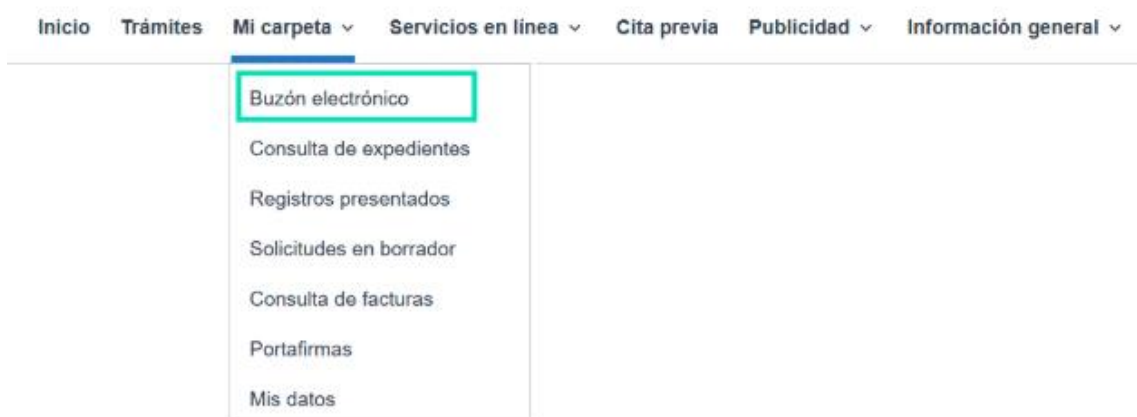 Inicio Trámites Mi carpeta Servicios en línea Cita previa Publicidad Información general
Buzón electrónico
Consulta de expedientes
Registros presentados
Solicitudes en borrador
Consulta de facturas
Portafirmas
Mis datos